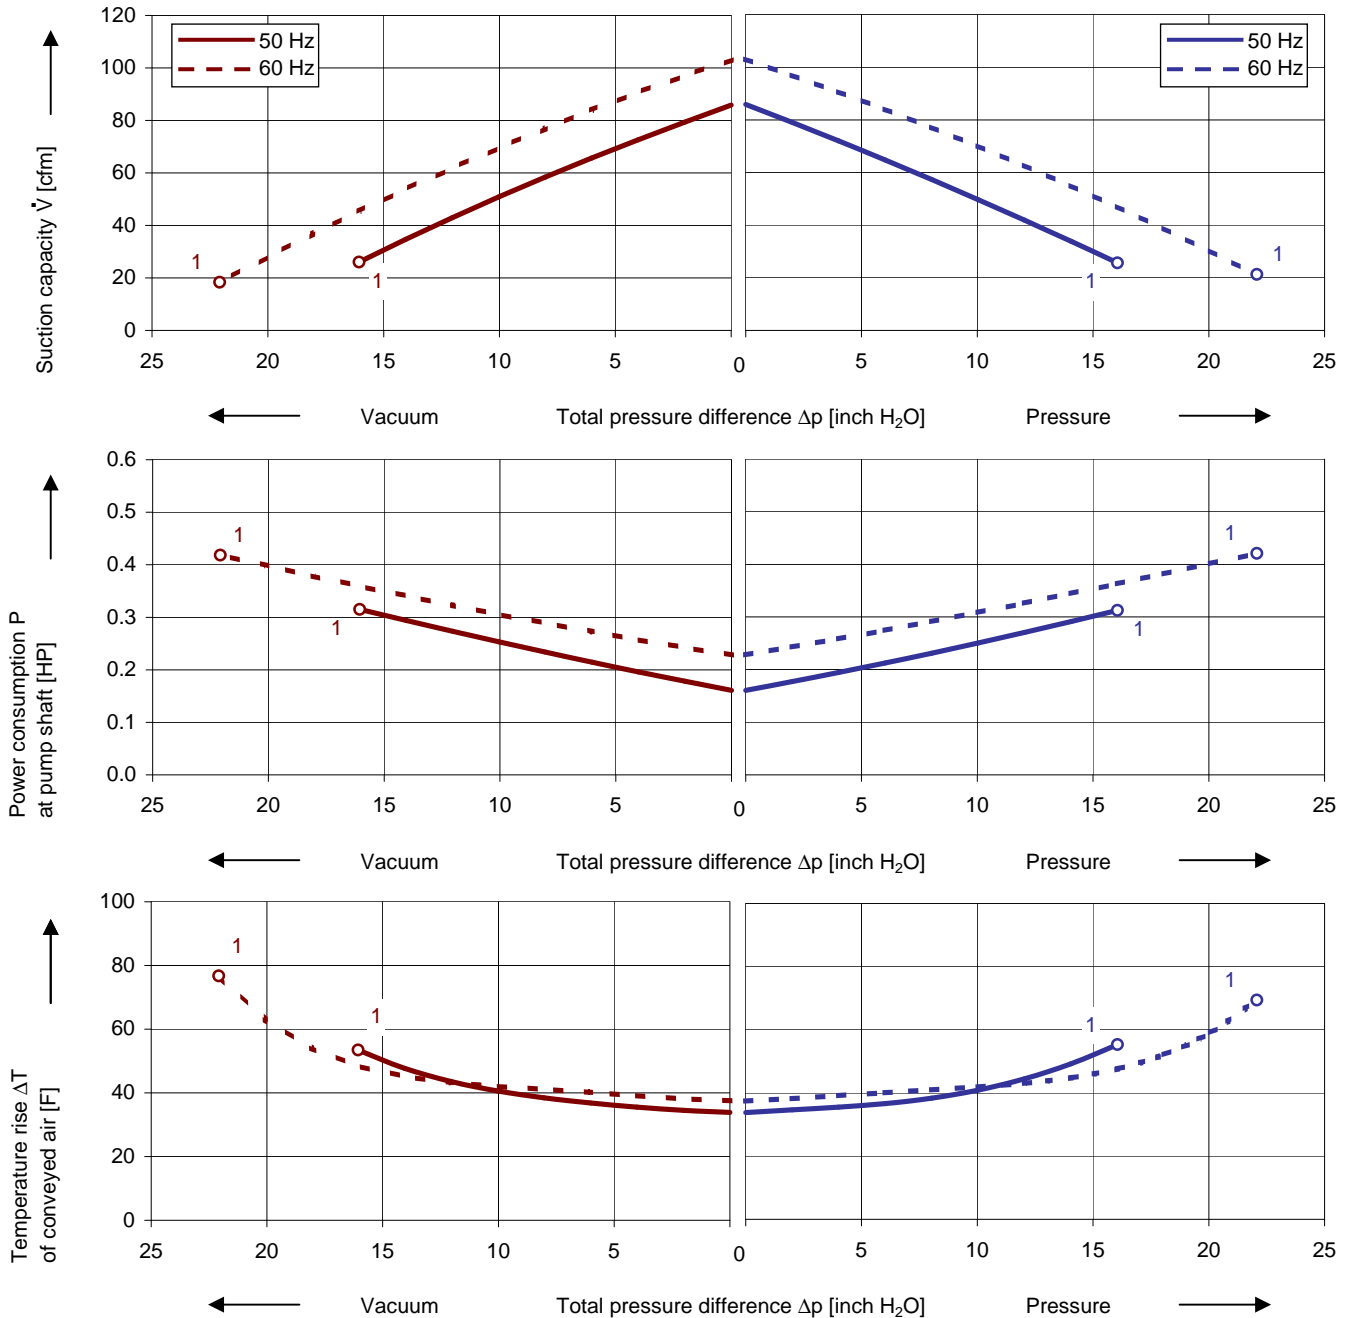 120
100
80
60
40
20
0
Suction capacity V̇ [cfm]
50 Hz
60 Hz
50 Hz
60 Hz
1
1
1
1
25 20 15 10 5 0 5 10 15 20 25
Vacuum Total pressure difference Δp [inch H₂O] Pressure
0.6
0.5
0.4
0.3
0.2
0.1
0.0
Power consumption P
at pump shaft [HP]
1
1
1
1
25 20 15 10 5 0 5 10 15 20 25
Vacuum Total pressure difference Δp [inch H₂O] Pressure
100
80
60
40
20
0
Temperature rise ΔT
of conveyed air [F]
1
1
1
1
25 20 15 10 5 0 5 10 15 20 25
Vacuum Total pressure difference Δp [inch H₂O] Pressure